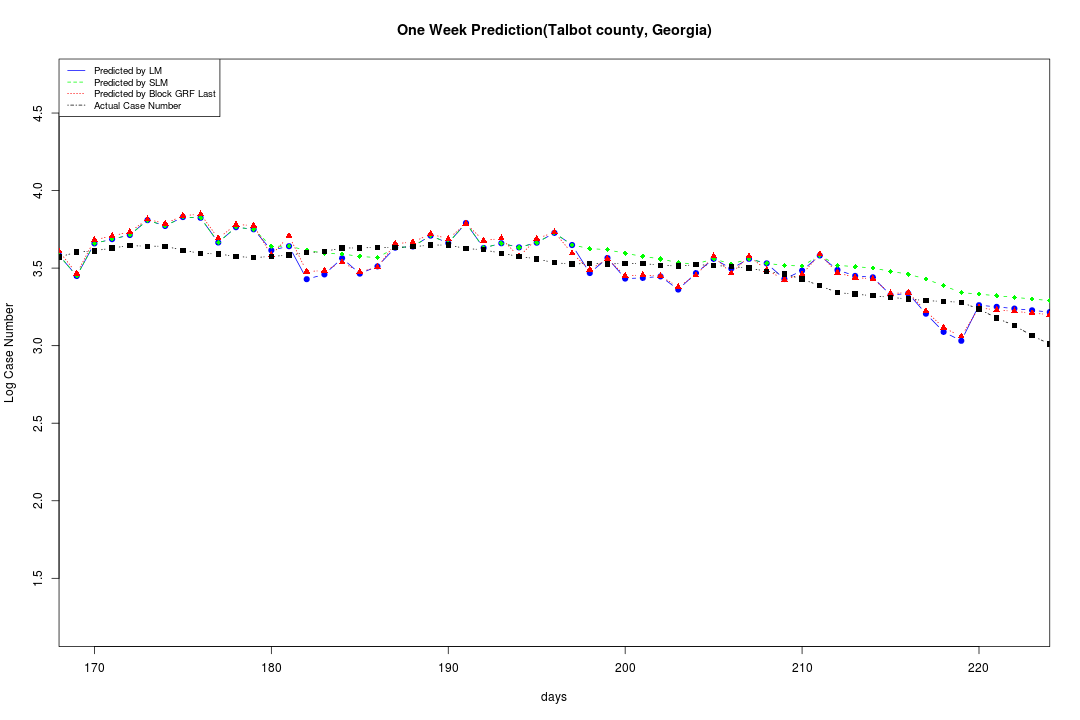 One Week Prediction(Talbot county, Georgia)
Predicted by LM
Predicted by SLM
Predicted by Block GRF Last
Actual Case Number
4.5
4.0
3.5
3.0
2.5
2.0
1.5
Log Case Number
170 180 190 200 210 220
days